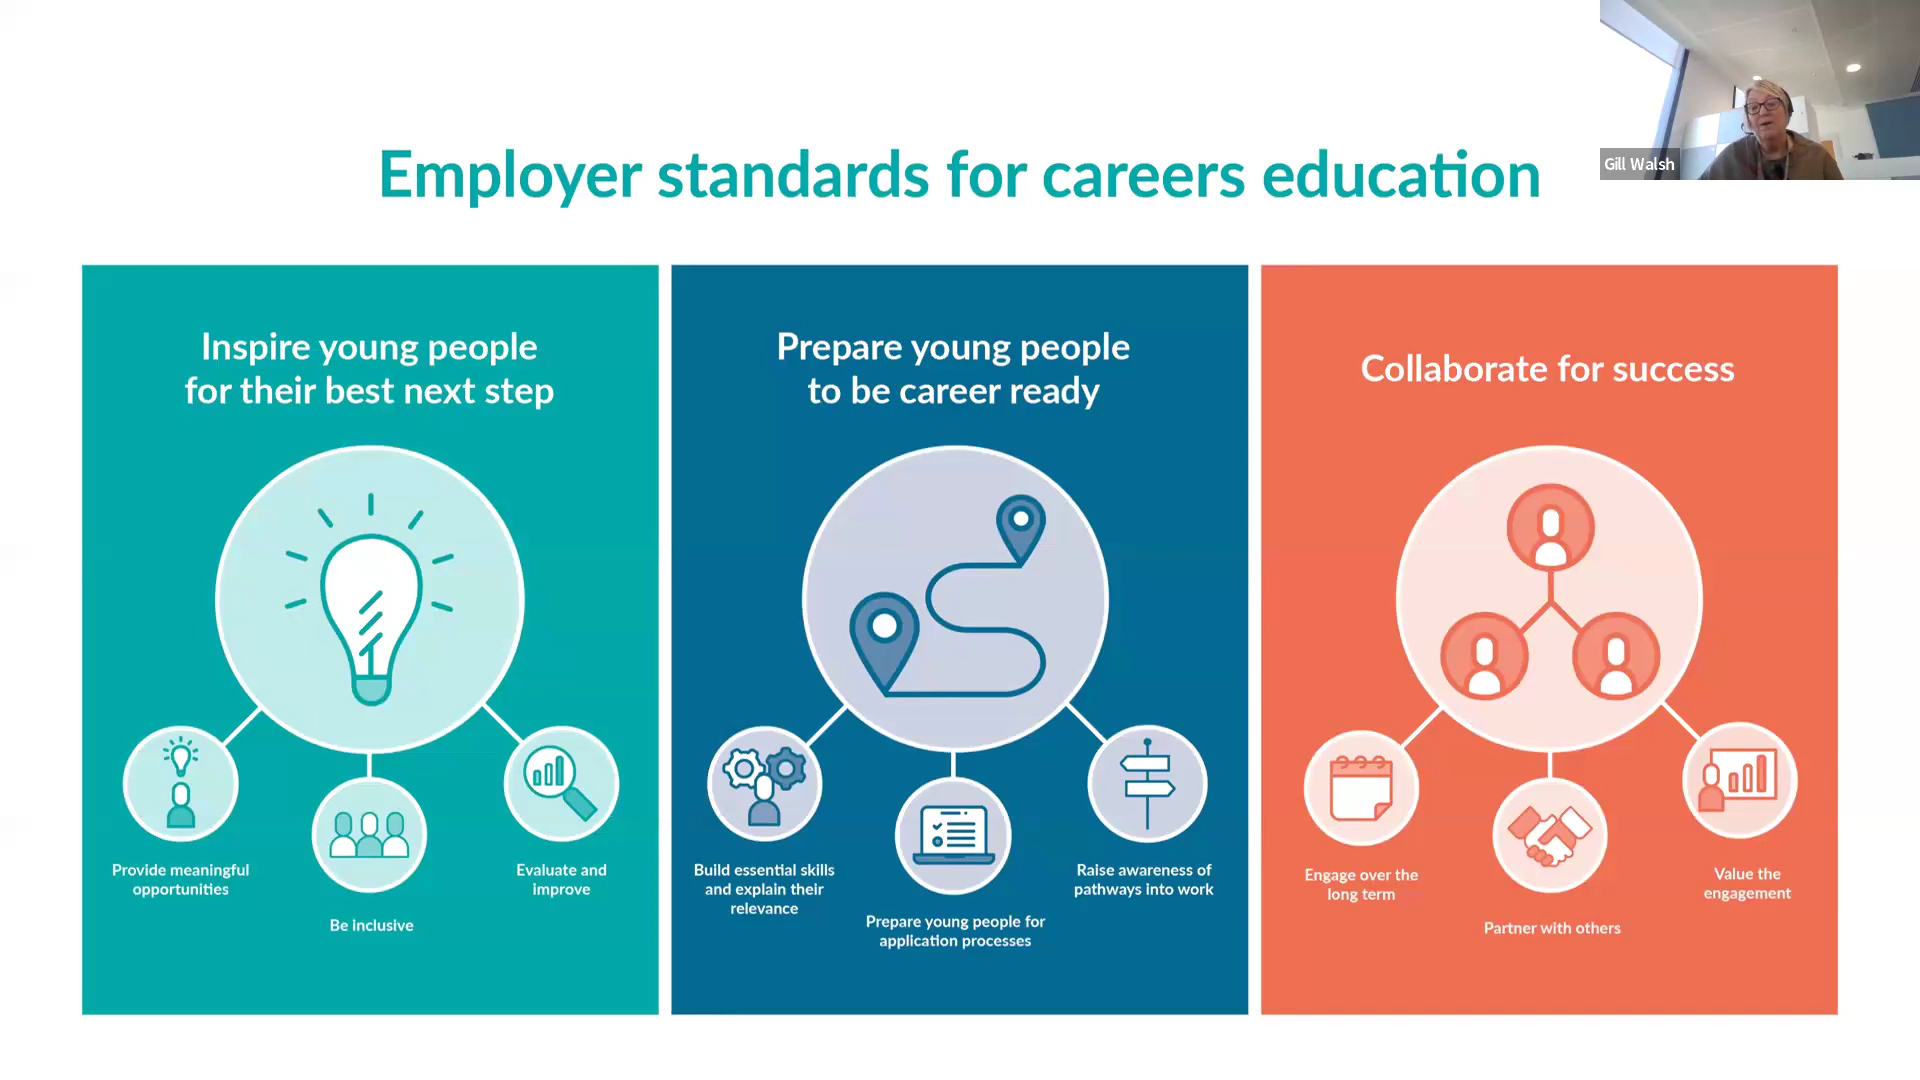 Employer standards for careers education
Gill Walsh
Inspire young people
for their best next step
Provide meaningful
opportunities
Be inclusive
Evaluate and
improve
Prepare young people
to be career ready
Build essential skills
and explain their
relevance
Prepare young people for
application processes
Raise awareness of
pathways into work
Collaborate for success
Engage over the
long term
Partner with others
Value the
engagement